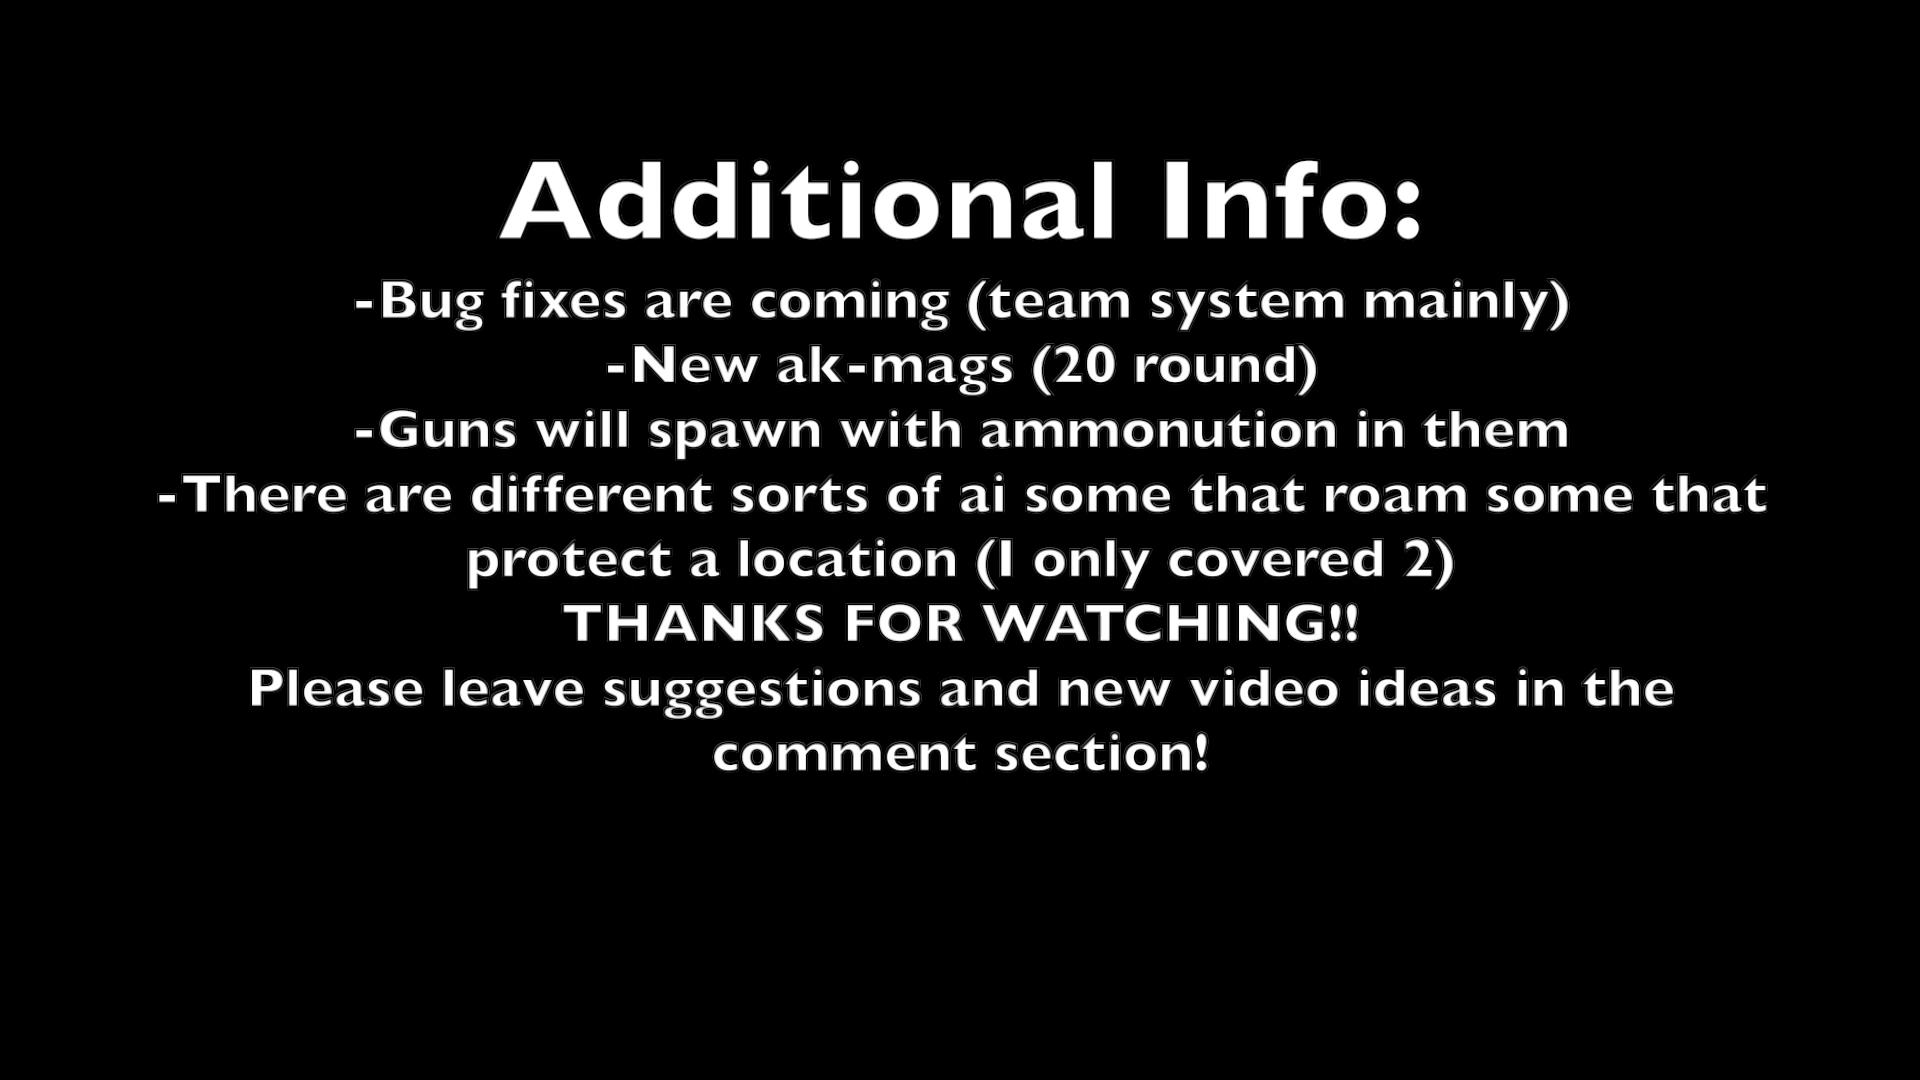 Additional Info:
-Bug fixes are coming (team system mainly)
-New ak-mags (20 round)
-Guns will spawn with ammonution in them
-There are different sorts of ai some that roam some that
protect a location (I only covered 2)
THANKS FOR WATCHING!!
Please leave suggestions and new video ideas in the
comment section!